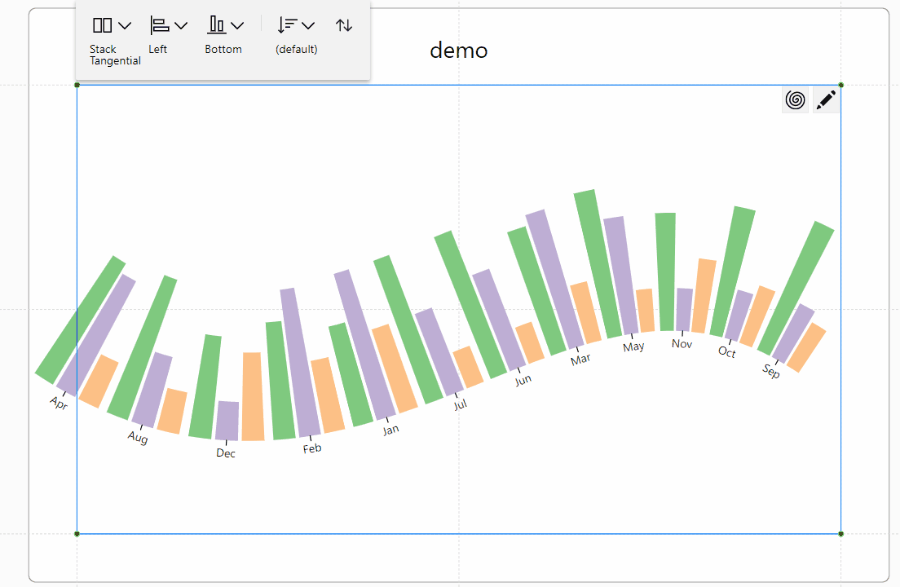 Stack
Tangential
Left
Bottom
(default)
demo
Apr
Aug
Dec
Feb
Jan
Jul
Jun
Mar
May
Nov
Oct
Sep